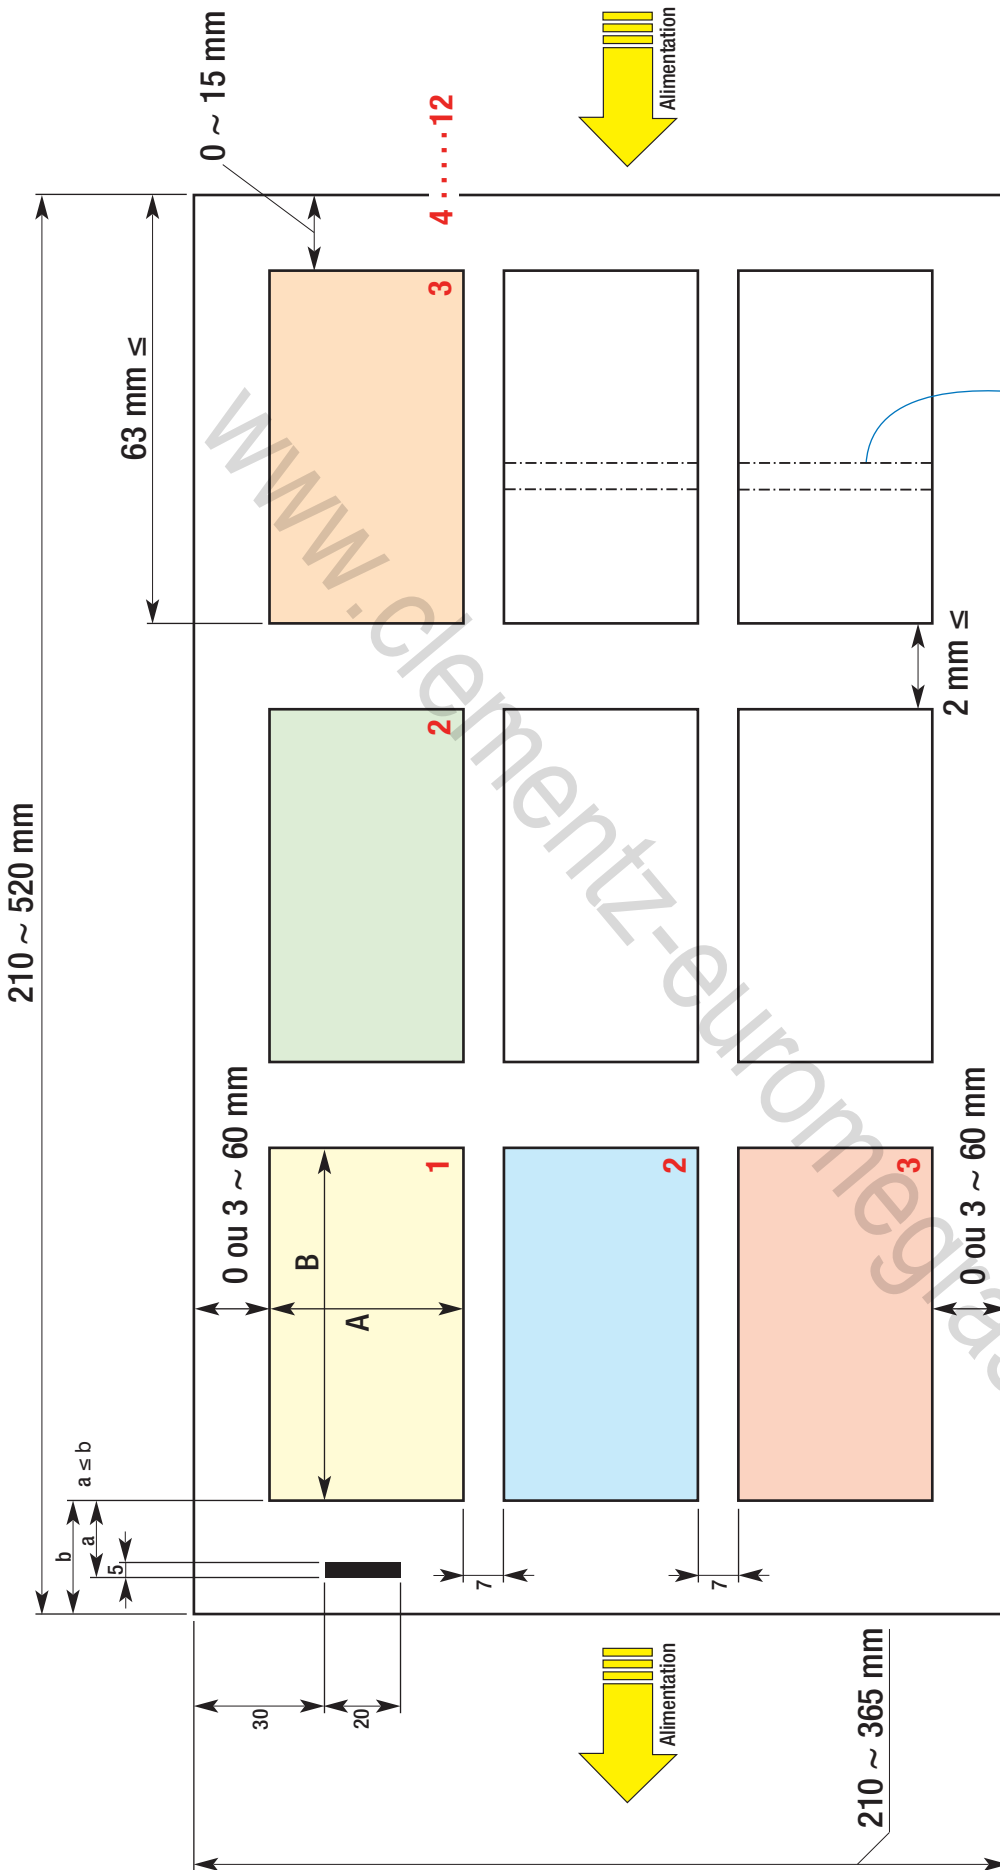 210 ~ 520 mm
63 mm ≤
0 ~ 15 mm
b
a
a ≤ b
5
0 ou 3 ~ 60 mm
30
20
B
A
1
2
3
4 ...... 12
7
2
7
3
2 mm ≤
0 ou 3 ~ 60 mm
Alimentation
Alimentation
210 ~ 365 mm
www.clementz-euromegras